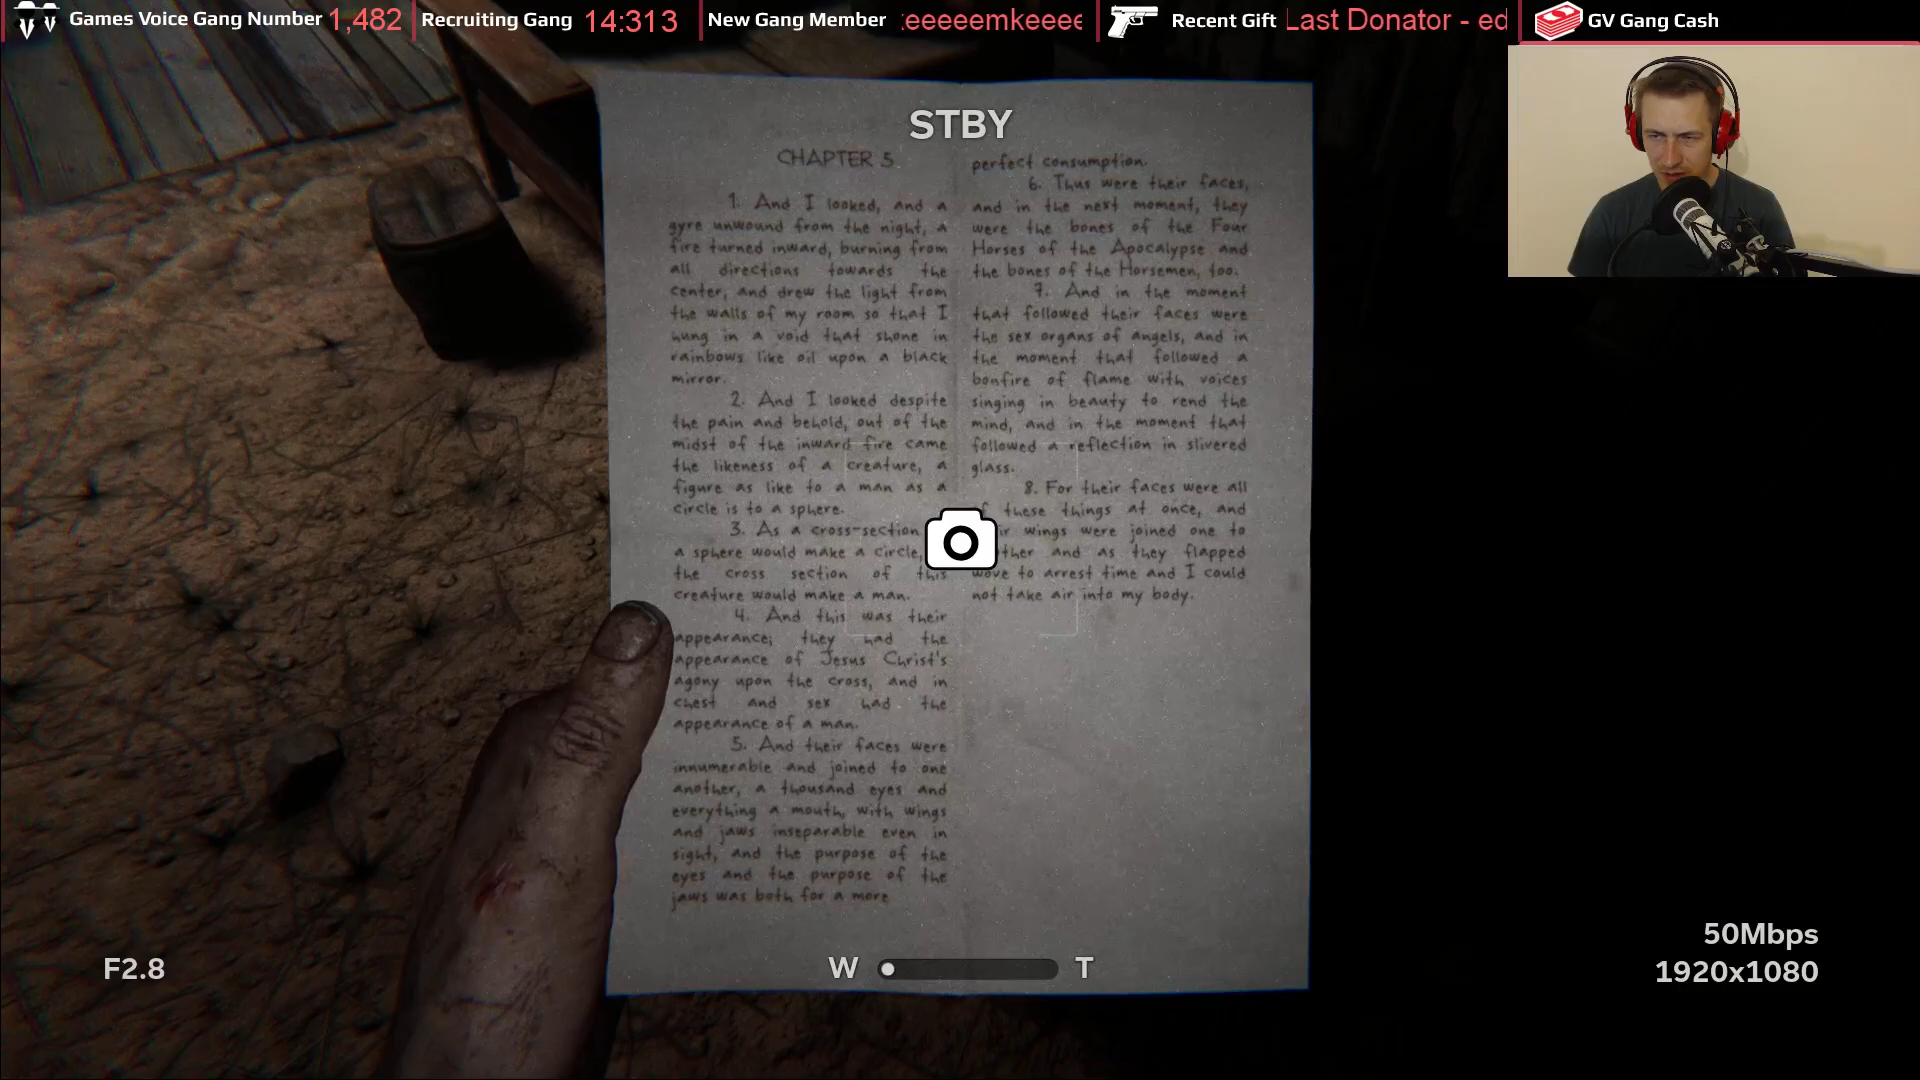 Games Voice Gang Number 1,482 Recruiting Gang 14:313 New Gang Member eeeeemkeeee Recent Gift Last Donator - ed GV Gang Cash
STBY
CHAPTER 5
1. And I looked, and a
gyre unwound from the night, a
fire turned inward, burning from
all directions towards the
center, and drew the light from
the walls of my room so that I
hung in a void that shone in
rainbows like oil upon a black
mirror.
2. And I looked despite
the pain and behold, out of the
midst of the inward fire came
the likeness of a creature, a
figure as like to a man as a
circle is to a sphere.
3. As a cross-section
a sphere would make a circle,
the cross section of this
creature would make a man.
4. And this was their
appearance; they had the
appearance of Jesus Christ's
agony upon the cross, and in
chest and sex had the
appearance of a man.
5. And their faces were
innumerable and joined to one
another, a thousand eyes and
everything a mouth, with wings
and jaws inseparable even in
sight, and the purpose of the
eyes and the purpose of the
jaws was both for a more
perfect consumption.
6. Thus were their faces,
and in the next moment, they
were the bones of the Four
Horses of the Apocalypse and
the bones of the Horsemen, too.
7. And in the moment
that followed their faces were
the sex organs of angels, and in
the moment that followed a
bonfire of flame with voices
singing in beauty to rend the
mind, and in the moment that
followed a reflection in slivered
glass.
8. For their faces were all
these things at once, and
wings were joined one to
and as they flapped
wove to arrest time and I could
not take air into my body.
F2.8
W T
50Mbps
1920x1080